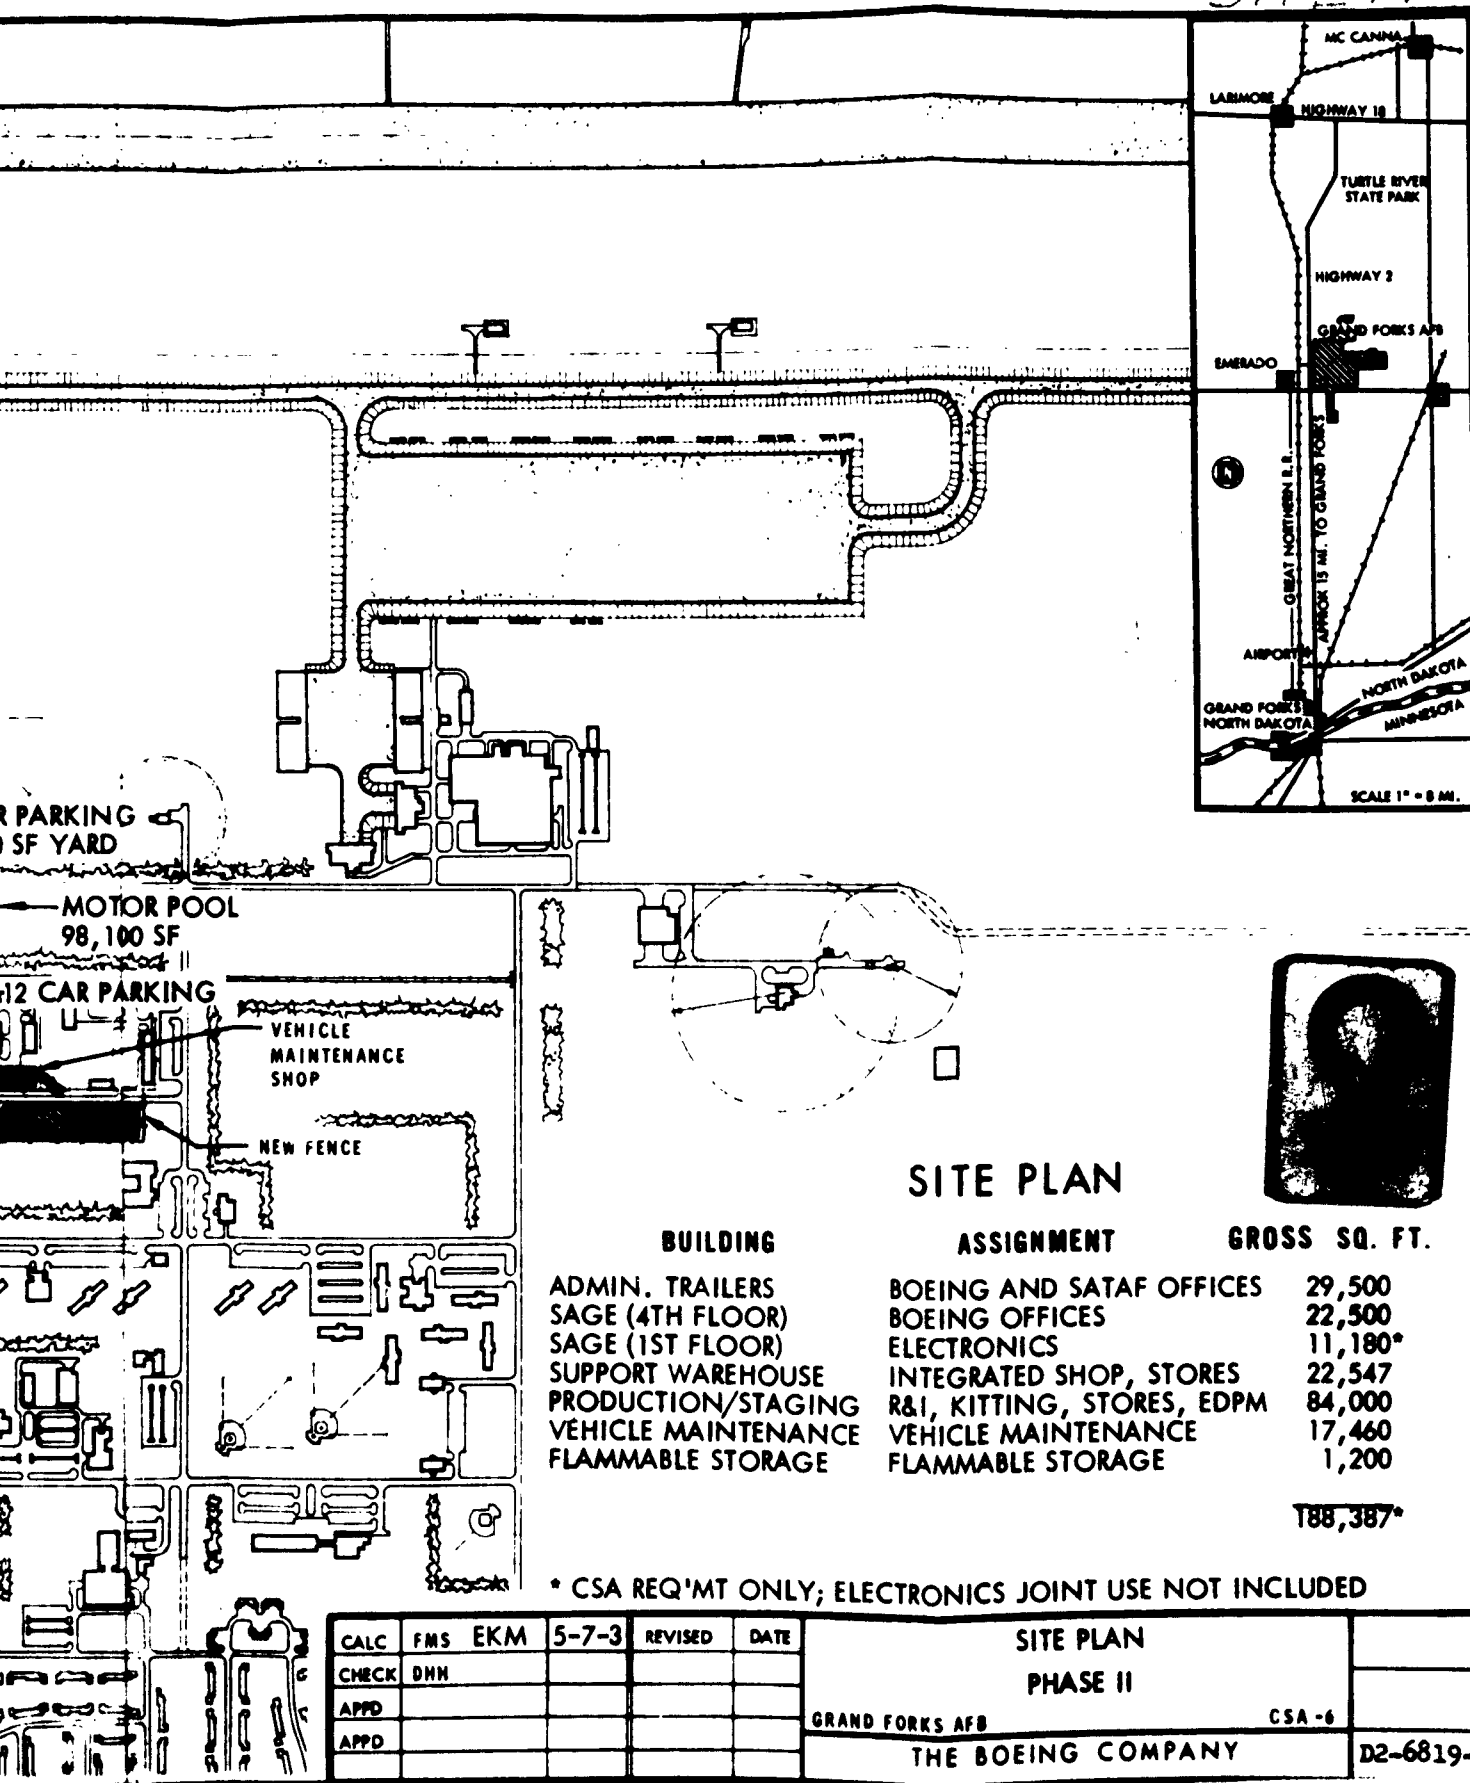 MC CANNA
LARIMORE
HIGHWAY 18
TURTLE RIVER
STATE PARK
HIGHWAY 2
GRAND FORKS AFB
EMERADO
N
GREAT NORTHERN R.R.
APPROX 15 MI. TO GRAND FORKS
AIRPORT
NORTH DAKOTA
MINNESOTA
GRAND FORKS
NORTH DAKOTA
SCALE 1" = 8 MI.
R PARKING
SF YARD
MOTOR POOL
98,100 SF
12 CAR PARKING
VEHICLE
MAINTENANCE
SHOP
NEW FENCE
SITE PLAN
BUILDING ASSIGNMENT GROSS SQ. FT.
ADMIN. TRAILERS BOEING AND SATAF OFFICES 29,500
SAGE (4TH FLOOR) BOEING OFFICES 22,500
SAGE (1ST FLOOR) ELECTRONICS 11,180*
SUPPORT WAREHOUSE INTEGRATED SHOP, STORES 22,547
PRODUCTION/STAGING R&I, KITTING, STORES, EDPM 84,000
VEHICLE MAINTENANCE VEHICLE MAINTENANCE 17,460
FLAMMABLE STORAGE FLAMMABLE STORAGE 1,200
188,387*
* CSA REQ'MT ONLY; ELECTRONICS JOINT USE NOT INCLUDED
CALC FMS EKM 5-7-3 REVISED DATE
CHECK DHH
APPD
APPD
SITE PLAN
PHASE II
GRAND FORKS AFB CSA-6
THE BOEING COMPANY
D2-6819-